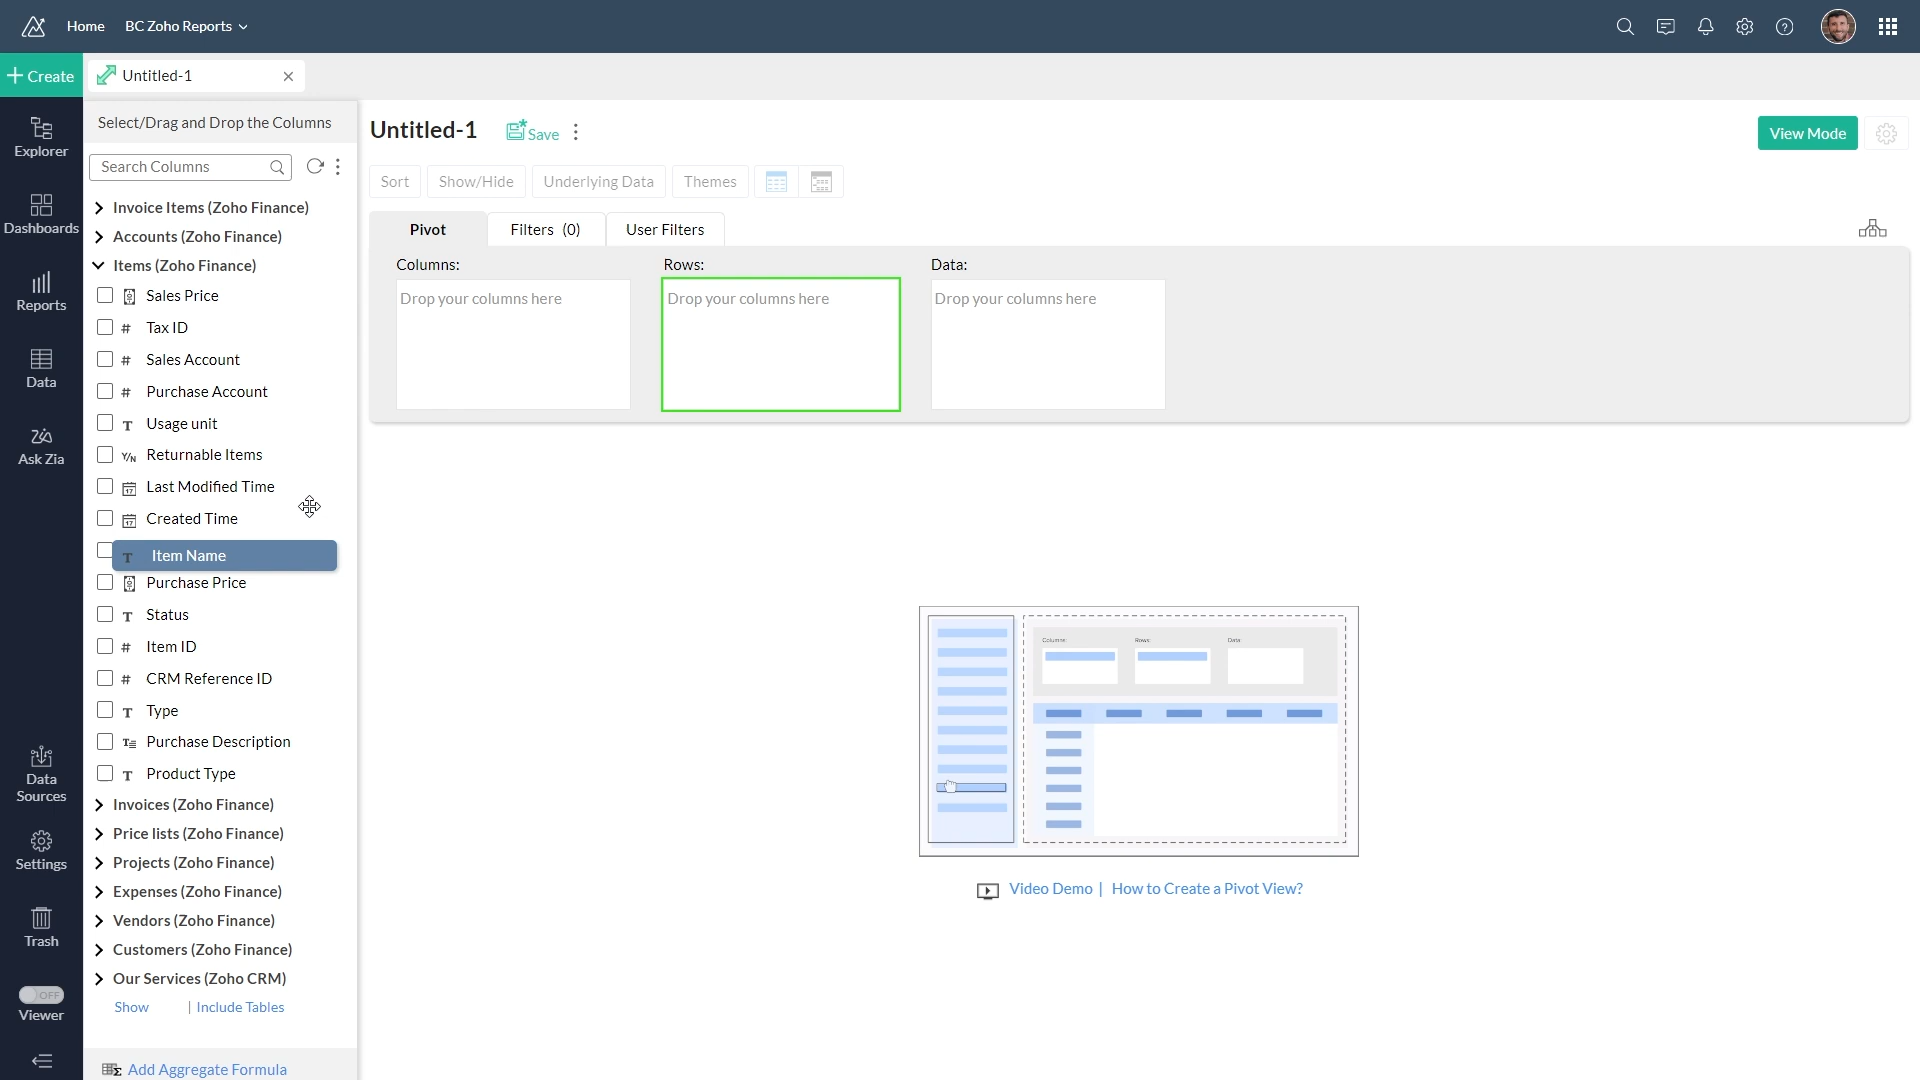 Home
BC Zoho Reports
Create
Untitled-1
Explorer
Dashboards
Reports
Data
Ask Zia
Data
Sources
Settings
Trash
OFF
Viewer
Select/Drag and Drop the Columns
Search Columns
Invoice Items (Zoho Finance)
Accounts (Zoho Finance)
Items (Zoho Finance)
Sales Price
# Tax ID
# Sales Account
# Purchase Account
T Usage unit
Y/N Returnable Items
17 Last Modified Time
17 Created Time
T Item Name
Purchase Price
T Status
# Item ID
# CRM Reference ID
T Type
T Purchase Description
T Product Type
Invoices (Zoho Finance)
Price lists (Zoho Finance)
Projects (Zoho Finance)
Expenses (Zoho Finance)
Vendors (Zoho Finance)
Customers (Zoho Finance)
Our Services (Zoho CRM)
Show | Include Tables
Add Aggregate Formula
Untitled-1
Save
View Mode
Sort
Show/Hide
Underlying Data
Themes
Pivot
Filters (0)
User Filters
Columns:
Rows:
Data:
Drop your columns here
Drop your columns here
Drop your columns here
Columns:
Rows:
Data:
Video Demo | How to Create a Pivot View?